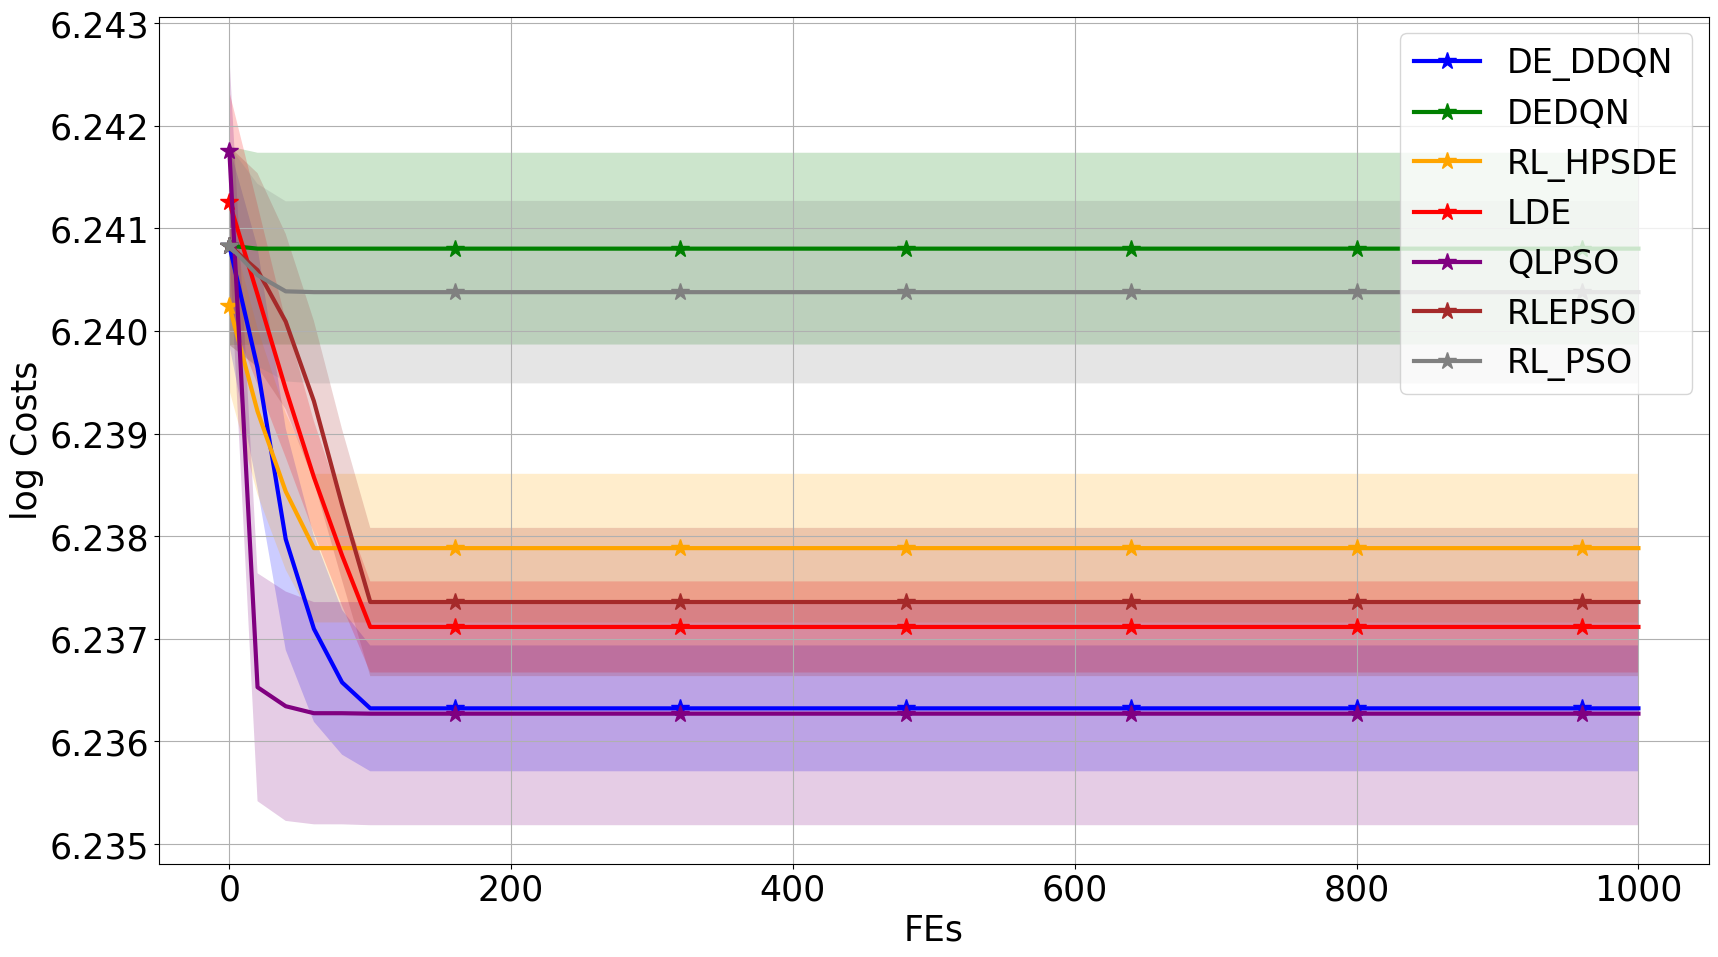 6.243
6.242
6.241
6.240
6.239
6.238
6.237
6.236
6.235
log Costs
0 200 400 600 800 1000
FEs
DE_DDQN
DEDQN
RL_HPSDE
LDE
QLPSO
RLEPSO
RL_PSO